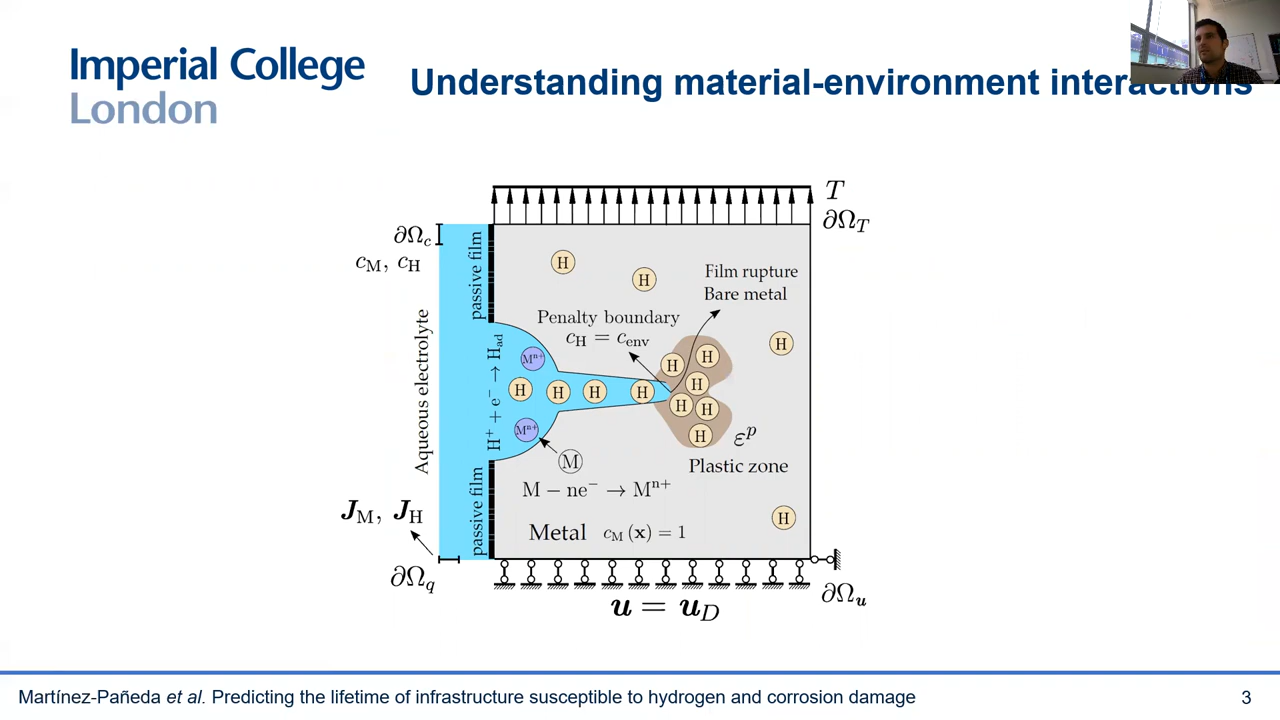 Imperial College
London
Understanding material-environment interactions
T
∂Ω_T
∂Ω_c
c_M, c_H
passive film
Film rupture
Bare metal
Penalty boundary
c_H = c_env
H
H
H
H
H
H
H
H
H
H
H
H
H
H
M^{n+}
M^{n+}
Aqueous electrolyte
H^+ + e^- → H_ad
ε^p
Plastic zone
M
M − ne^- → M^{n+}
Metal c_M (x) = 1
passive film
J_M, J_H
∂Ω_q
u = u_D
∂Ω_u
Martínez-Pañeda et al. Predicting the lifetime of infrastructure susceptible to hydrogen and corrosion damage
3